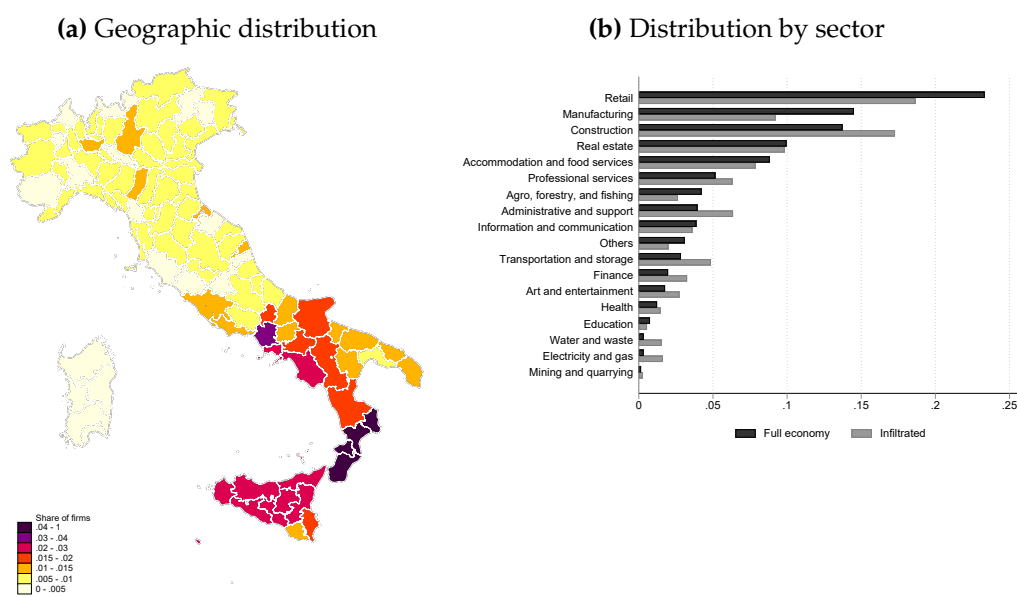 (a) Geographic distribution
Share of firms
.04 - 1
.03 - .04
.02 - .03
.015 - .02
.01 - .015
.005 - .01
0 - .005
(b) Distribution by sector
Retail
Manufacturing
Construction
Real estate
Accommodation and food services
Professional services
Agro, forestry, and fishing
Administrative and support
Information and communication
Others
Transportation and storage
Finance
Art and entertainment
Health
Education
Water and waste
Electricity and gas
Mining and quarrying
0 .05 .1 .15 .2 .25
Full economy Infiltrated